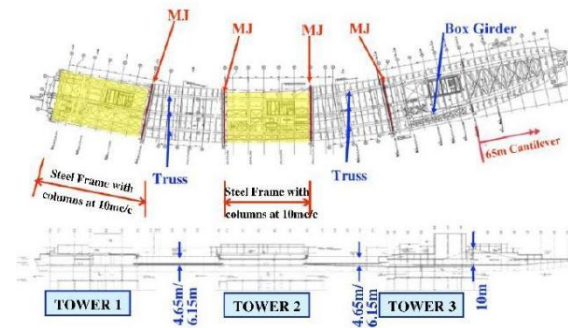 MJ
MJ
MJ
MJ
Box Girder
65m Cantilever
Truss
Truss
Steel Frame with
columns at 10mc/c
Steel Frame with
columns at 10mc/c
TOWER 1
4.65m/
6.15m
TOWER 2
4.65m/
6.15m
TOWER 3
10m